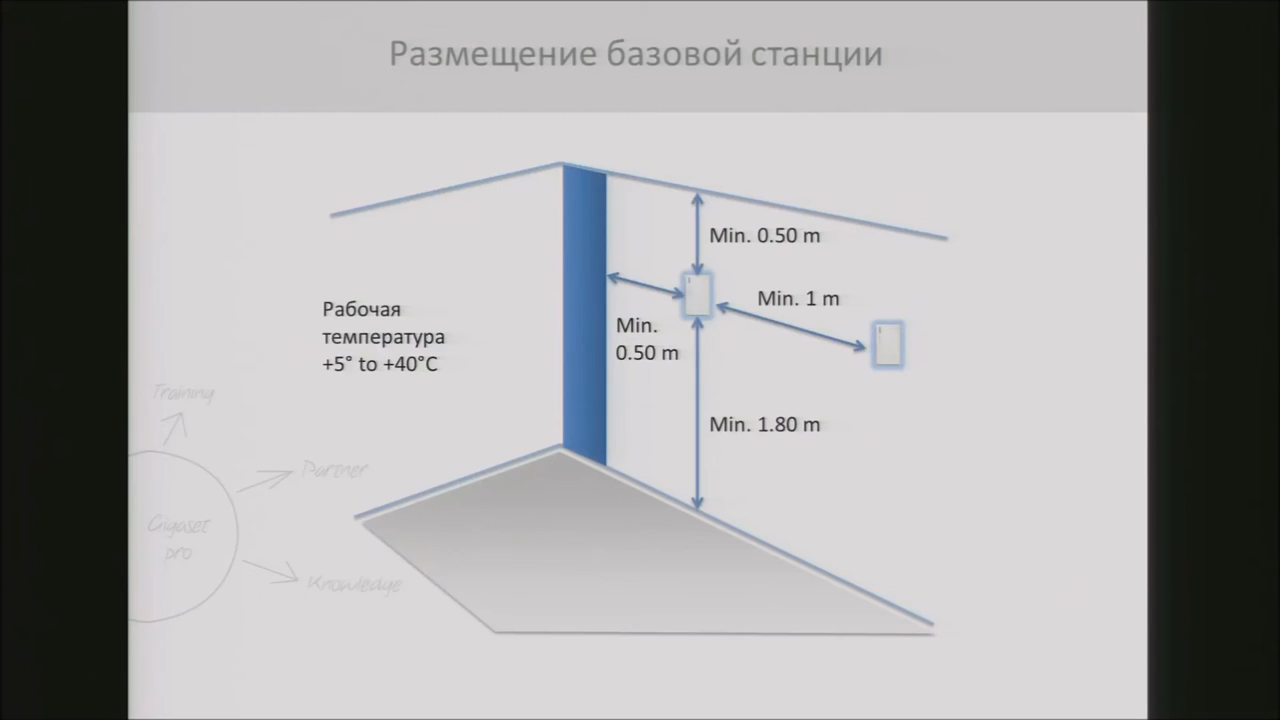 Размещение базовой станции
Min. 0.50 m
Min. 1 m
Min.
0.50 m
Рабочая
температура
+5° to +40°C
Min. 1.80 m
Training
Partner
Gigaset
pro
Knowledge